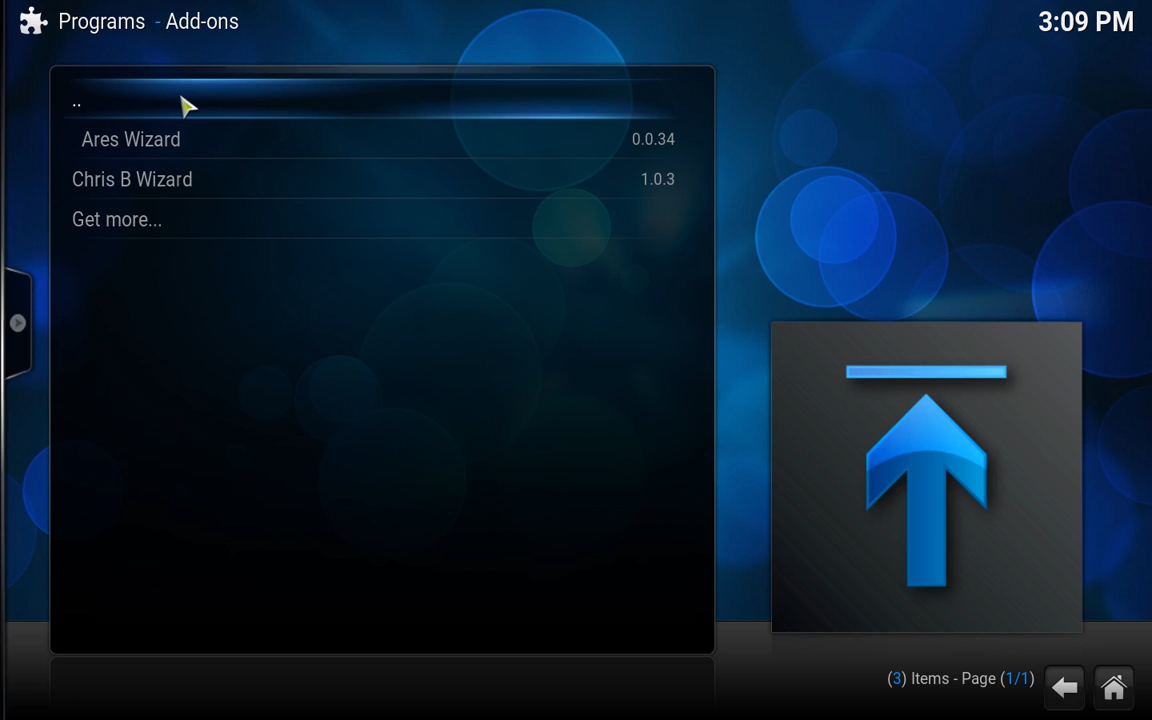 Programs - Add-ons
3:09 PM
..
Ares Wizard 0.0.34
Chris B Wizard 1.0.3
Get more...
(3) Items - Page (1/1)